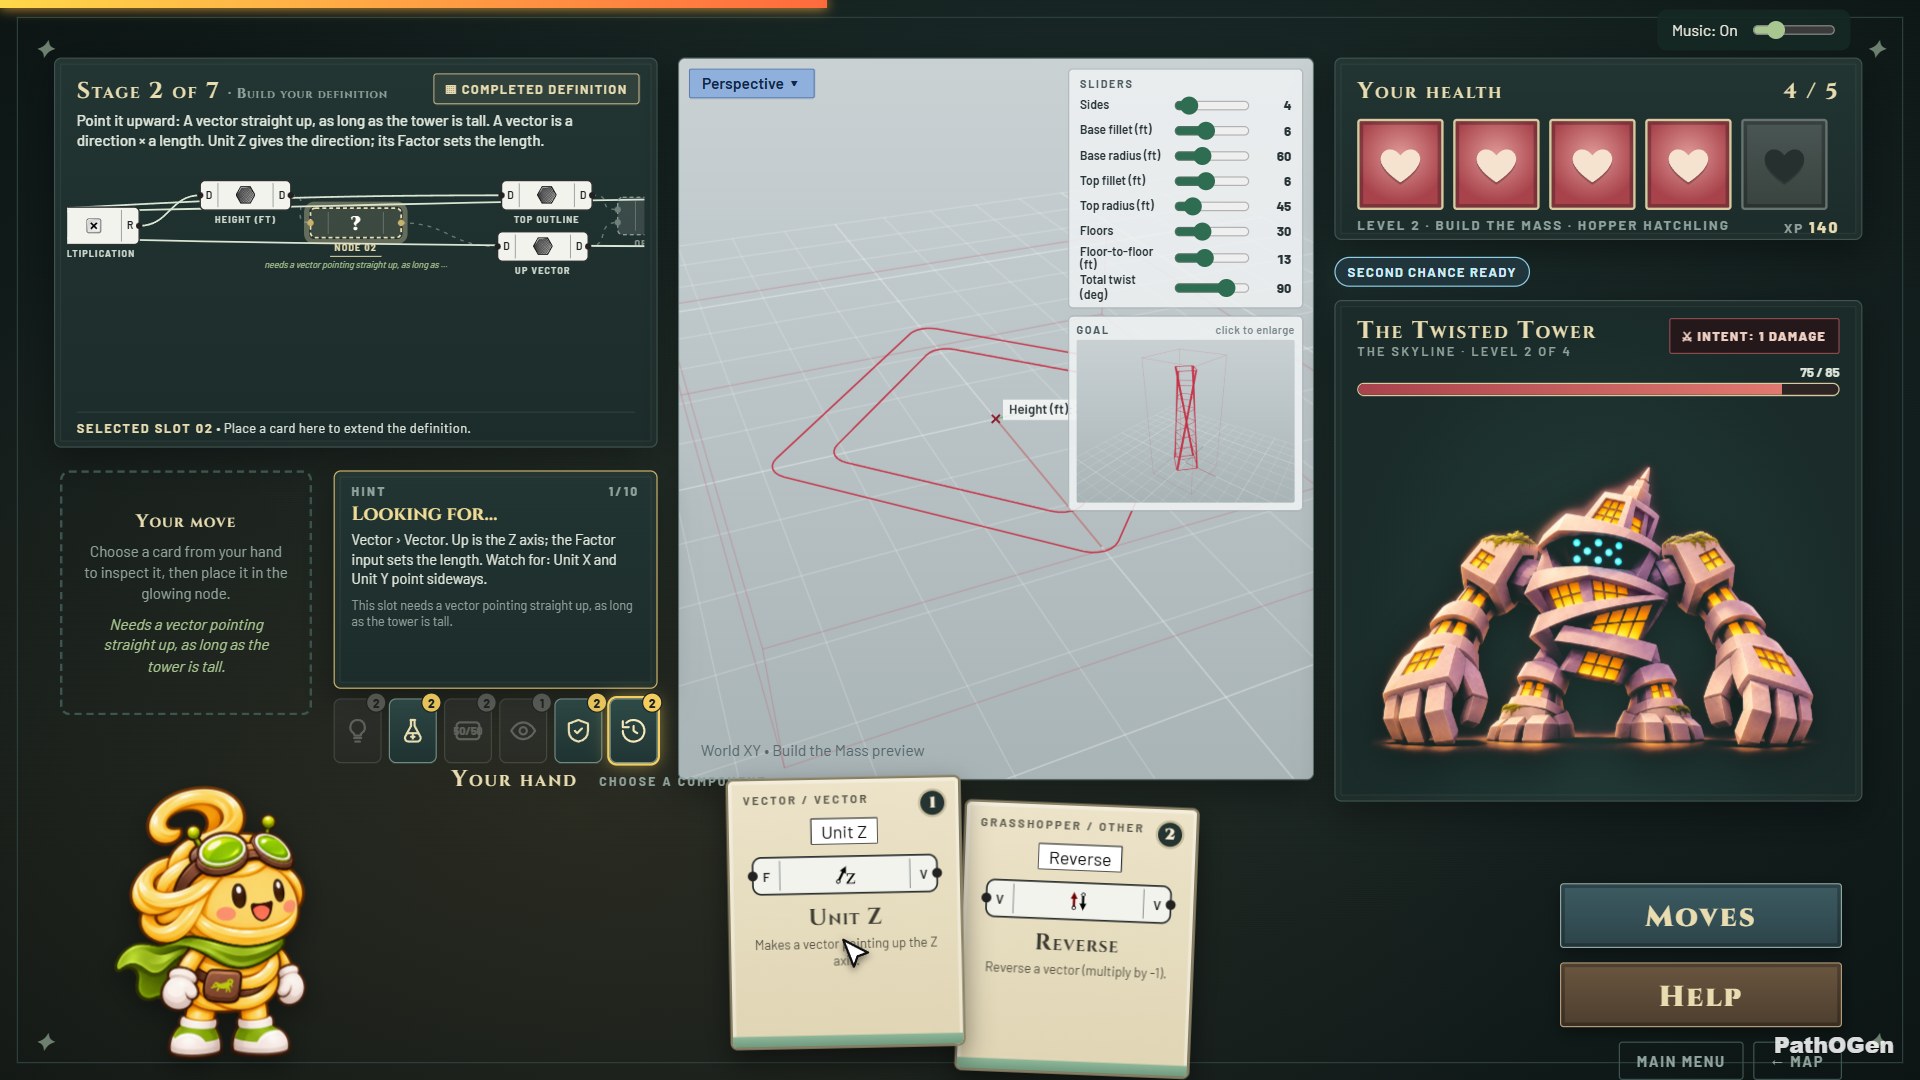 Music: On
STAGE 2 OF 7 · BUILD YOUR DEFINITION
COMPLETED DEFINITION
Point it upward: A vector straight up, as long as the tower is tall. A vector is a
direction × a length. Unit Z gives the direction; its Factor sets the length.
R
LTIPLICATION
D D
HEIGHT (FT)
?
NODE 02
needs a vector pointing straight up, as long as ...
D D
TOP OUTLINE
D D
UP VECTOR
SELECTED SLOT 02 • Place a card here to extend the definition.
YOUR MOVE
Choose a card from your hand
to inspect it, then place it in the
glowing node.
Needs a vector pointing
straight up, as long as the
tower is tall.
HINT 1/10
LOOKING FOR...
Vector › Vector. Up is the Z axis; the Factor
input sets the length. Watch for: Unit X and
Unit Y point sideways.
This slot needs a vector pointing straight up, as long
as the tower is tall.
2 2 2 1 2 2
50/50
YOUR HAND CHOOSE A
Perspective ▼
SLIDERS
Sides 4
Base fillet (ft) 6
Base radius (ft) 60
Top fillet (ft) 6
Top radius (ft) 45
Floors 30
Floor-to-floor
(ft) 13
Total twist
(deg) 90
GOAL click to enlarge
Height (ft)
World XY • Build the Mass preview
YOUR HEALTH 4 / 5
LEVEL 2 · BUILD THE MASS · HOPPER HATCHLING XP 140
SECOND CHANCE READY
THE TWISTED TOWER
THE SKYLINE · LEVEL 2 OF 4
INTENT: 1 DAMAGE
75 / 85
VECTOR / VECTOR 1
Unit Z
F Z V
UNIT Z
Makes a vector pointing up the Z
axis.
GRASSHOPPER / OTHER 2
Reverse
V V
REVERSE
Reverse a vector (multiply by -1).
MOVES
HELP
MAIN MENU
← MAP
PathOGen